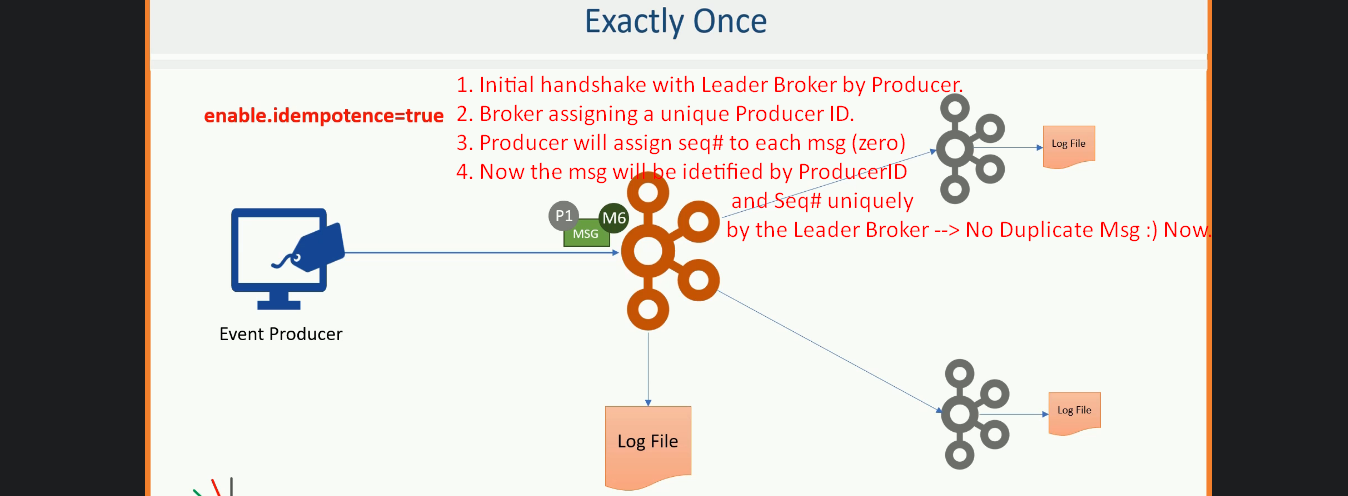 Exactly Once
enable.idempotence=true
1. Initial handshake with Leader Broker by Producer.
2. Broker assigning a unique Producer ID.
3. Producer will assign seq# to each msg (zero)
4. Now the msg will be idetified by ProducerID
and Seq# uniquely
by the Leader Broker --> No Duplicate Msg :) Now.
Log File
P1
M6
MSG
Event Producer
Log File
Log File